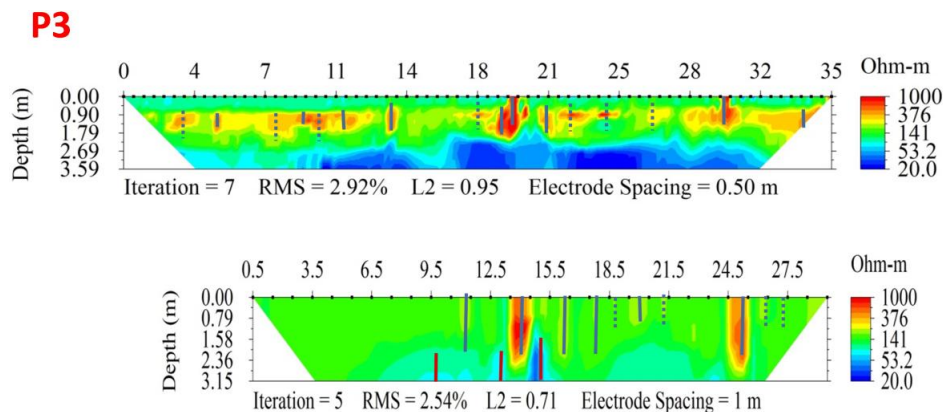 P3
0 4 7 11 14 18 21 25 28 32 35 Ohm-m
Depth (m)
0.00
0.90
1.79
2.69
3.59
1000
376
141
53.2
20.0
Iteration = 7 RMS = 2.92% L2 = 0.95 Electrode Spacing = 0.50 m
0.5 3.5 6.5 9.5 12.5 15.5 18.5 21.5 24.5 27.5 Ohm-m
Depth (m)
0.00
0.79
1.58
2.36
3.15
1000
376
141
53.2
20.0
Iteration = 5 RMS = 2.54% L2 = 0.71 Electrode Spacing = 1 m